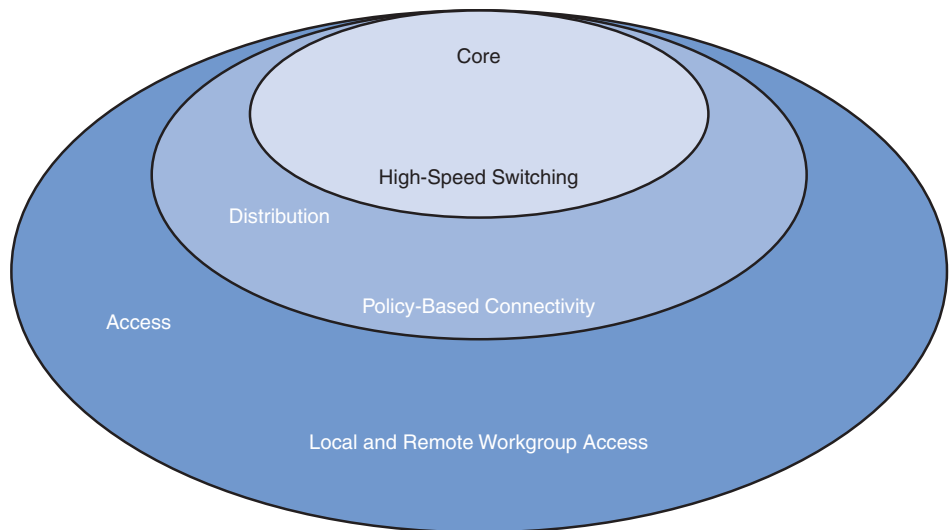 Core
High-Speed Switching
Distribution
Policy-Based Connectivity
Access
Local and Remote Workgroup Access